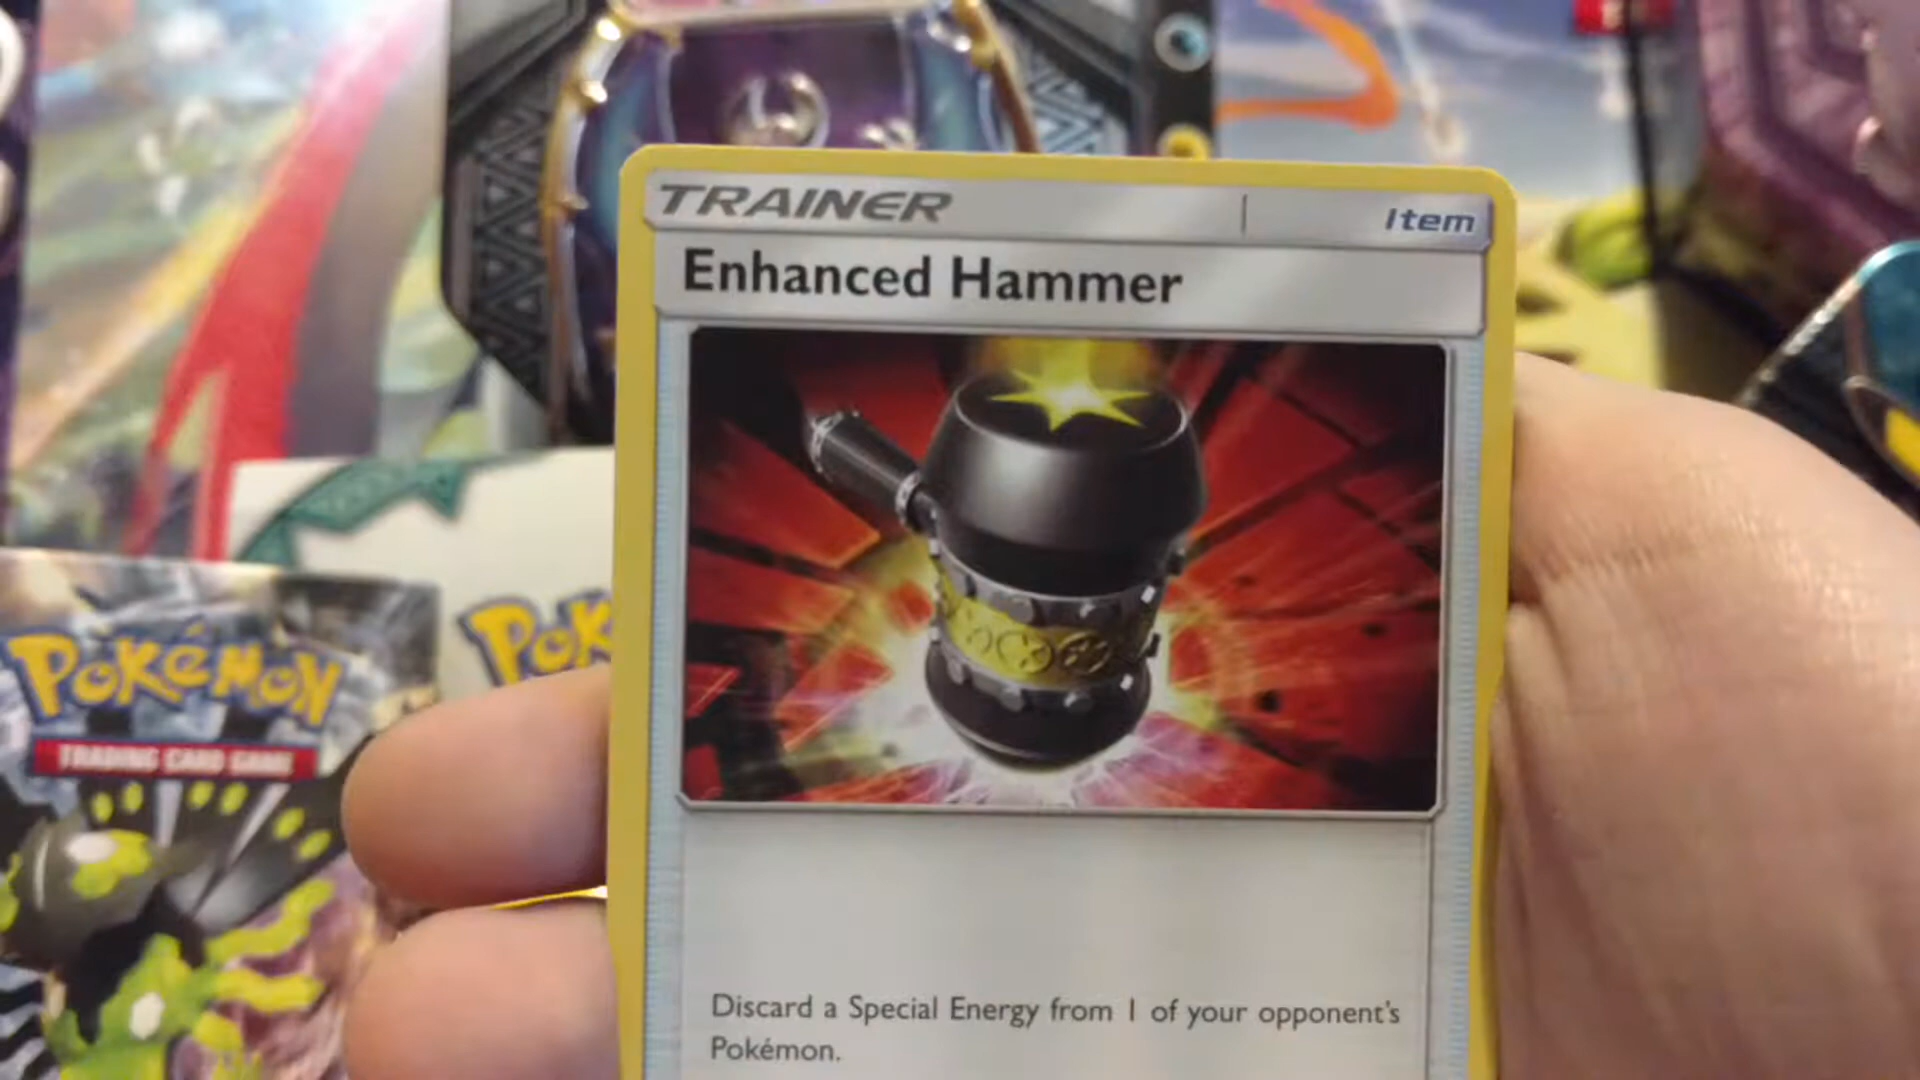 TRAINER
Item
Enhanced Hammer
Discard a Special Energy from 1 of your opponent's
Pokémon.
POKéMON
TRADING CARD GAME
POK